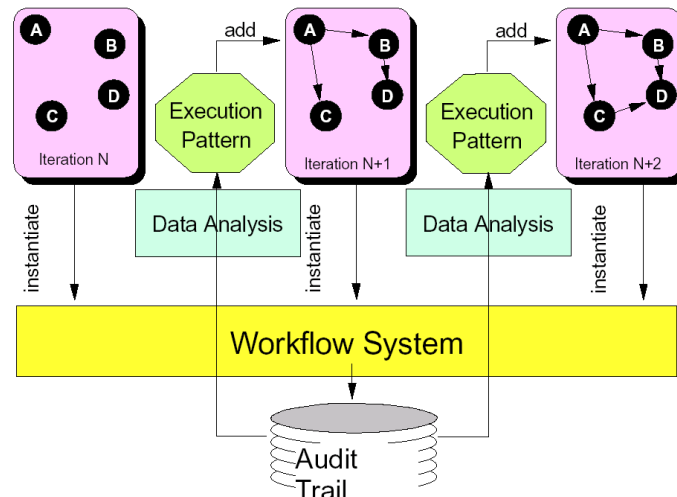 A
B
D
C
Iteration N
add
Execution
Pattern
A
B
D
C
Iteration N+1
add
Execution
Pattern
A
B
D
C
Iteration N+2
instantiate
Data Analysis
instantiate
Data Analysis
instantiate
Workflow System
Audit
Trail